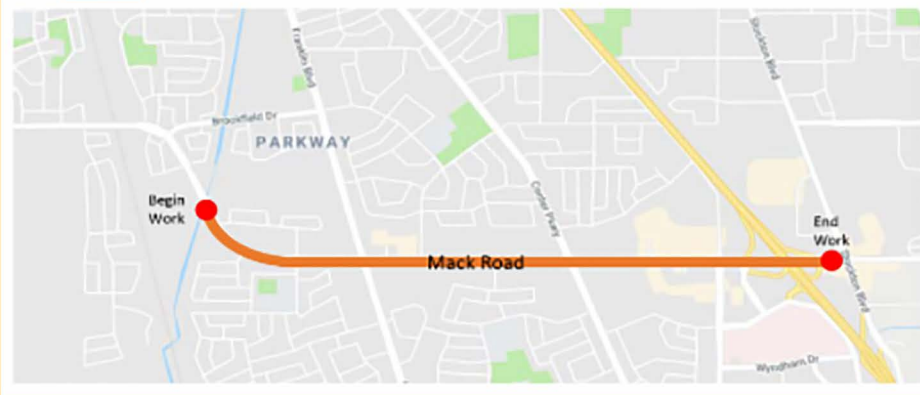 Franklin Blvd
Stockton Blvd
Brookfield Dr
PARKWAY
Begin
Work
Center Pkwy
End
Work
Mack Road
Stockton Blvd
Wyndham Dr